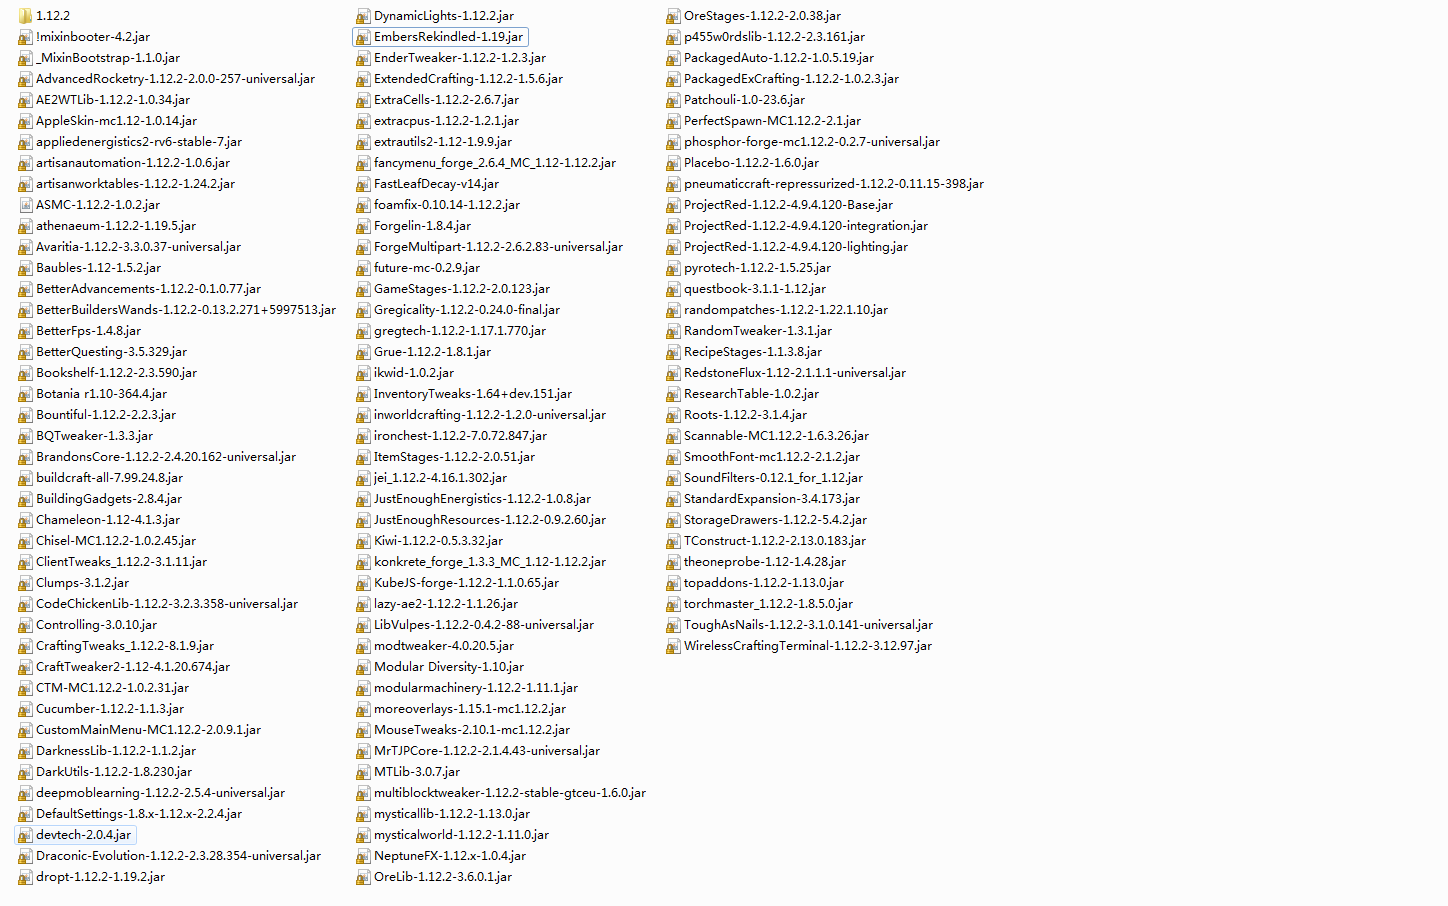 1.12.2
!mixinbooter-4.2.jar
_MixinBootstrap-1.1.0.jar
AdvancedRocketry-1.12.2-2.0.0-257-universal.jar
AE2WTLib-1.12.2-1.0.34.jar
AppleSkin-mc1.12-1.0.14.jar
appliedenergistics2-rv6-stable-7.jar
artisanautomation-1.12.2-1.0.6.jar
artisanworktables-1.12.2-1.24.2.jar
ASMC-1.12.2-1.0.2.jar
athenaeum-1.12.2-1.19.5.jar
Avaritia-1.12.2-3.3.0.37-universal.jar
Baubles-1.12-1.5.2.jar
BetterAdvancements-1.12.2-0.1.0.77.jar
BetterBuildersWands-1.12.2-0.13.2.271+5997513.jar
BetterFps-1.4.8.jar
BetterQuesting-3.5.329.jar
Bookshelf-1.12.2-2.3.590.jar
Botania r1.10-364.4.jar
Bountiful-1.12.2-2.2.3.jar
BQTweaker-1.3.3.jar
BrandonsCore-1.12.2-2.4.20.162-universal.jar
buildcraft-all-7.99.24.8.jar
BuildingGadgets-2.8.4.jar
Chameleon-1.12-4.1.3.jar
Chisel-MC1.12.2-1.0.2.45.jar
ClientTweaks_1.12.2-3.1.11.jar
Clumps-3.1.2.jar
CodeChickenLib-1.12.2-3.2.3.358-universal.jar
Controlling-3.0.10.jar
CraftingTweaks_1.12.2-8.1.9.jar
CraftTweaker2-1.12-4.1.20.674.jar
CTM-MC1.12.2-1.0.2.31.jar
Cucumber-1.12.2-1.1.3.jar
CustomMainMenu-MC1.12.2-2.0.9.1.jar
DarknessLib-1.12.2-1.1.2.jar
DarkUtils-1.12.2-1.8.230.jar
deepmoblearning-1.12.2-2.5.4-universal.jar
DefaultSettings-1.8.x-1.12.x-2.2.4.jar
devtech-2.0.4.jar
Draconic-Evolution-1.12.2-2.3.28.354-universal.jar
dropt-1.12.2-1.19.2.jar
DynamicLights-1.12.2.jar
EmbersRekindled-1.19.jar
EnderTweaker-1.12.2-1.2.3.jar
ExtendedCrafting-1.12.2-1.5.6.jar
ExtraCells-1.12.2-2.6.7.jar
extracpus-1.12.2-1.2.1.jar
extrautils2-1.12-1.9.9.jar
fancymenu_forge_2.6.4_MC_1.12-1.12.2.jar
FastLeafDecay-v14.jar
foamfix-0.10.14-1.12.2.jar
Forgelin-1.8.4.jar
ForgeMultipart-1.12.2-2.6.2.83-universal.jar
future-mc-0.2.9.jar
GameStages-1.12.2-2.0.123.jar
Gregicality-1.12.2-0.24.0-final.jar
gregtech-1.12.2-1.17.1.770.jar
Grue-1.12.2-1.8.1.jar
ikwid-1.0.2.jar
InventoryTweaks-1.64+dev.151.jar
inworldcrafting-1.12.2-1.2.0-universal.jar
ironchest-1.12.2-7.0.72.847.jar
ItemStages-1.12.2-2.0.51.jar
jei_1.12.2-4.16.1.302.jar
JustEnoughEnergistics-1.12.2-1.0.8.jar
JustEnoughResources-1.12.2-0.9.2.60.jar
Kiwi-1.12.2-0.5.3.32.jar
konkrete_forge_1.3.3_MC_1.12-1.12.2.jar
KubeJS-forge-1.12.2-1.1.0.65.jar
lazy-ae2-1.12.2-1.1.26.jar
LibVulpes-1.12.2-0.4.2-88-universal.jar
modtweaker-4.0.20.5.jar
Modular Diversity-1.10.jar
modularmachinery-1.12.2-1.11.1.jar
moreoverlays-1.15.1-mc1.12.2.jar
MouseTweaks-2.10.1-mc1.12.2.jar
MrTJPCore-1.12.2-2.1.4.43-universal.jar
MTLib-3.0.7.jar
multiblocktweaker-1.12.2-stable-gtceu-1.6.0.jar
mysticallib-1.12.2-1.13.0.jar
mysticalworld-1.12.2-1.11.0.jar
NeptuneFX-1.12.x-1.0.4.jar
OreLib-1.12.2-3.6.0.1.jar
OreStages-1.12.2-2.0.38.jar
p455w0rdslib-1.12.2-2.3.161.jar
PackagedAuto-1.12.2-1.0.5.19.jar
PackagedExCrafting-1.12.2-1.0.2.3.jar
Patchouli-1.0-23.6.jar
PerfectSpawn-MC1.12.2-2.1.jar
phosphor-forge-mc1.12.2-0.2.7-universal.jar
Placebo-1.12.2-1.6.0.jar
pneumaticcraft-repressurized-1.12.2-0.11.15-398.jar
ProjectRed-1.12.2-4.9.4.120-Base.jar
ProjectRed-1.12.2-4.9.4.120-integration.jar
ProjectRed-1.12.2-4.9.4.120-lighting.jar
pyrotech-1.12.2-1.5.25.jar
questbook-3.1.1-1.12.jar
randompatches-1.12.2-1.22.1.10.jar
RandomTweaker-1.3.1.jar
RecipeStages-1.1.3.8.jar
RedstoneFlux-1.12-2.1.1.1-universal.jar
ResearchTable-1.0.2.jar
Roots-1.12.2-3.1.4.jar
Scannable-MC1.12.2-1.6.3.26.jar
SmoothFont-mc1.12.2-2.1.2.jar
SoundFilters-0.12.1_for_1.12.jar
StandardExpansion-3.4.173.jar
StorageDrawers-1.12.2-5.4.2.jar
TConstruct-1.12.2-2.13.0.183.jar
theoneprobe-1.12-1.4.28.jar
topaddons-1.12.2-1.13.0.jar
torchmaster_1.12.2-1.8.5.0.jar
ToughAsNails-1.12.2-3.1.0.141-universal.jar
WirelessCraftingTerminal-1.12.2-3.12.97.jar